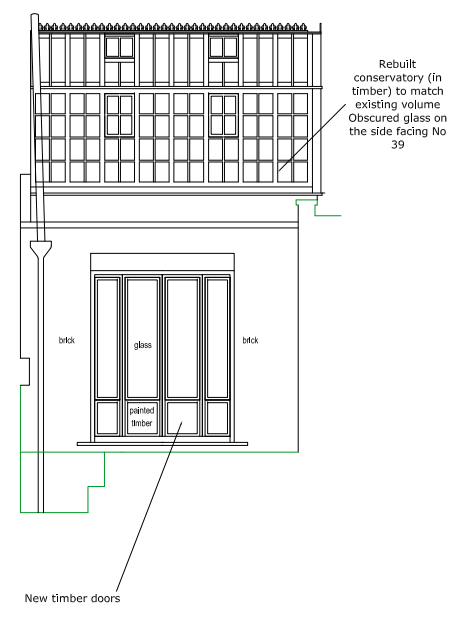 Rebuilt
conservatory (in
timber) to match
existing volume
Obscured glass on
the side facing No
39
brick
glass
brick
painted
timber
New timber doors